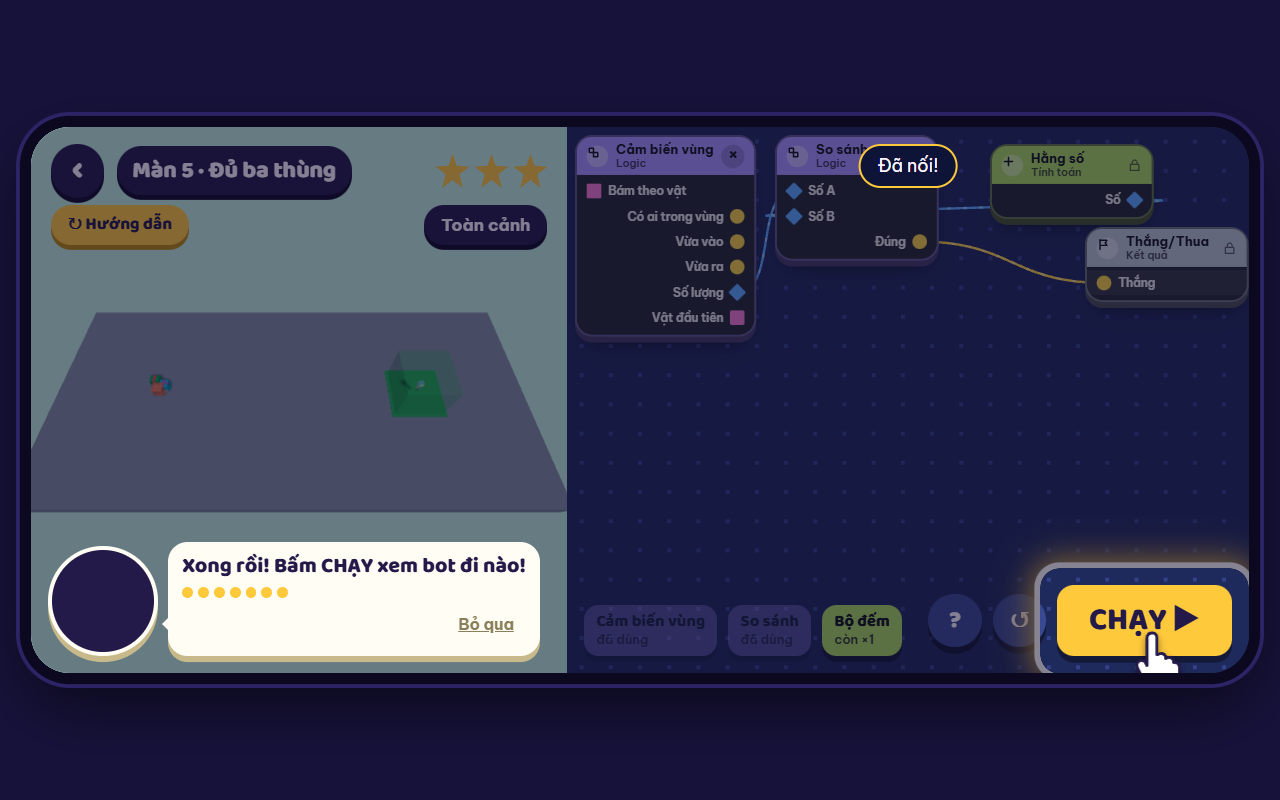 Màn 5 · Đủ ba thùng
↻ Hướng dẫn
Toàn cảnh
Cảm biến vùng
Logic
×
Bám theo vật
Có ai trong vùng
Vừa vào
Vừa ra
Số lượng
Vật đầu tiên
So sánh
Logic
Số A
Số B
Đúng
Đã nối!
Hằng số
Tính toán
Số
Thắng/Thua
Kết quả
Thắng
Xong rồi! Bấm CHẠY xem bot đi nào!
Bỏ qua
Cảm biến vùng
đã dùng
So sánh
đã dùng
Bộ đếm
còn ×1
?
↺
CHẠY ▶